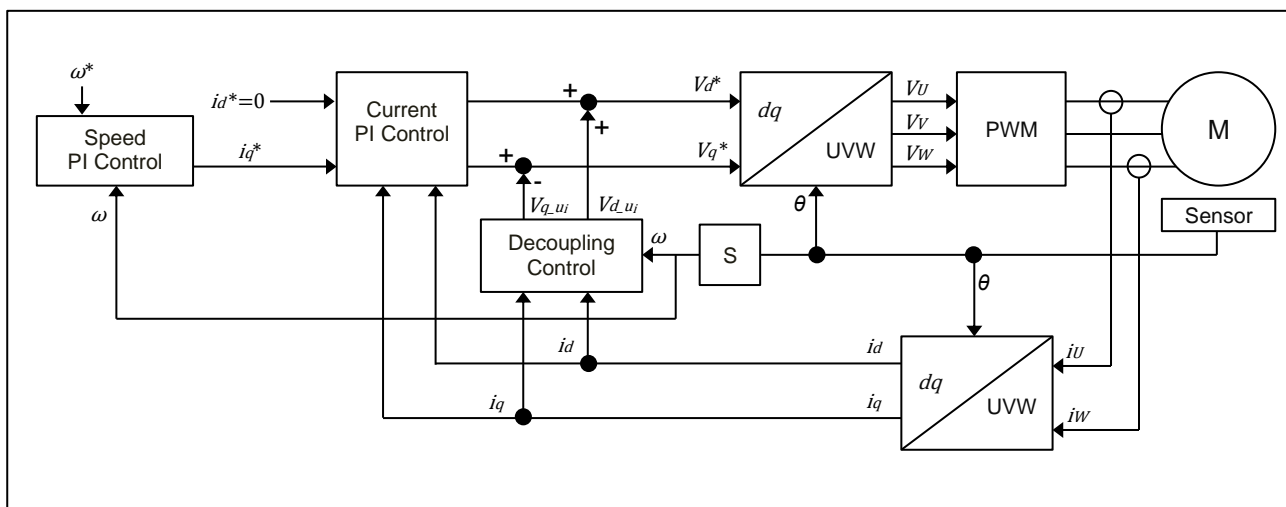 ω*
Speed
PI Control
ω
id*=0
iq*
Current
PI Control
+
+
+
-
Vq_ui
Vd_ui
Decoupling
Control
ω
S
Vd*
Vq*
dq
UVW
θ
VU
VV
VW
PWM
M
Sensor
θ
id
id
iq
iq
dq
UVW
iU
iW